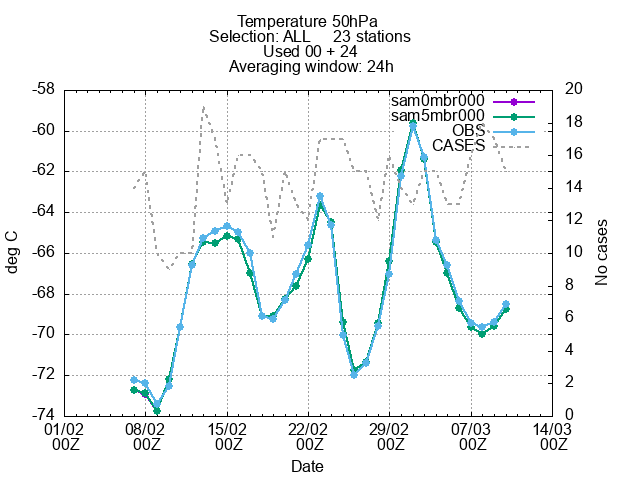 Temperature 50hPa
Selection: ALL 23 stations
Used 00 + 24
Averaging window: 24h
sam0mbr000
sam5mbr000
OBS
CASES
deg C
No cases
-58
-60
-62
-64
-66
-68
-70
-72
-74
20
18
16
14
12
10
8
6
4
2
0
01/02 08/02 15/02 22/02 29/02 07/03 14/03
00Z 00Z 00Z 00Z 00Z 00Z 00Z
Date